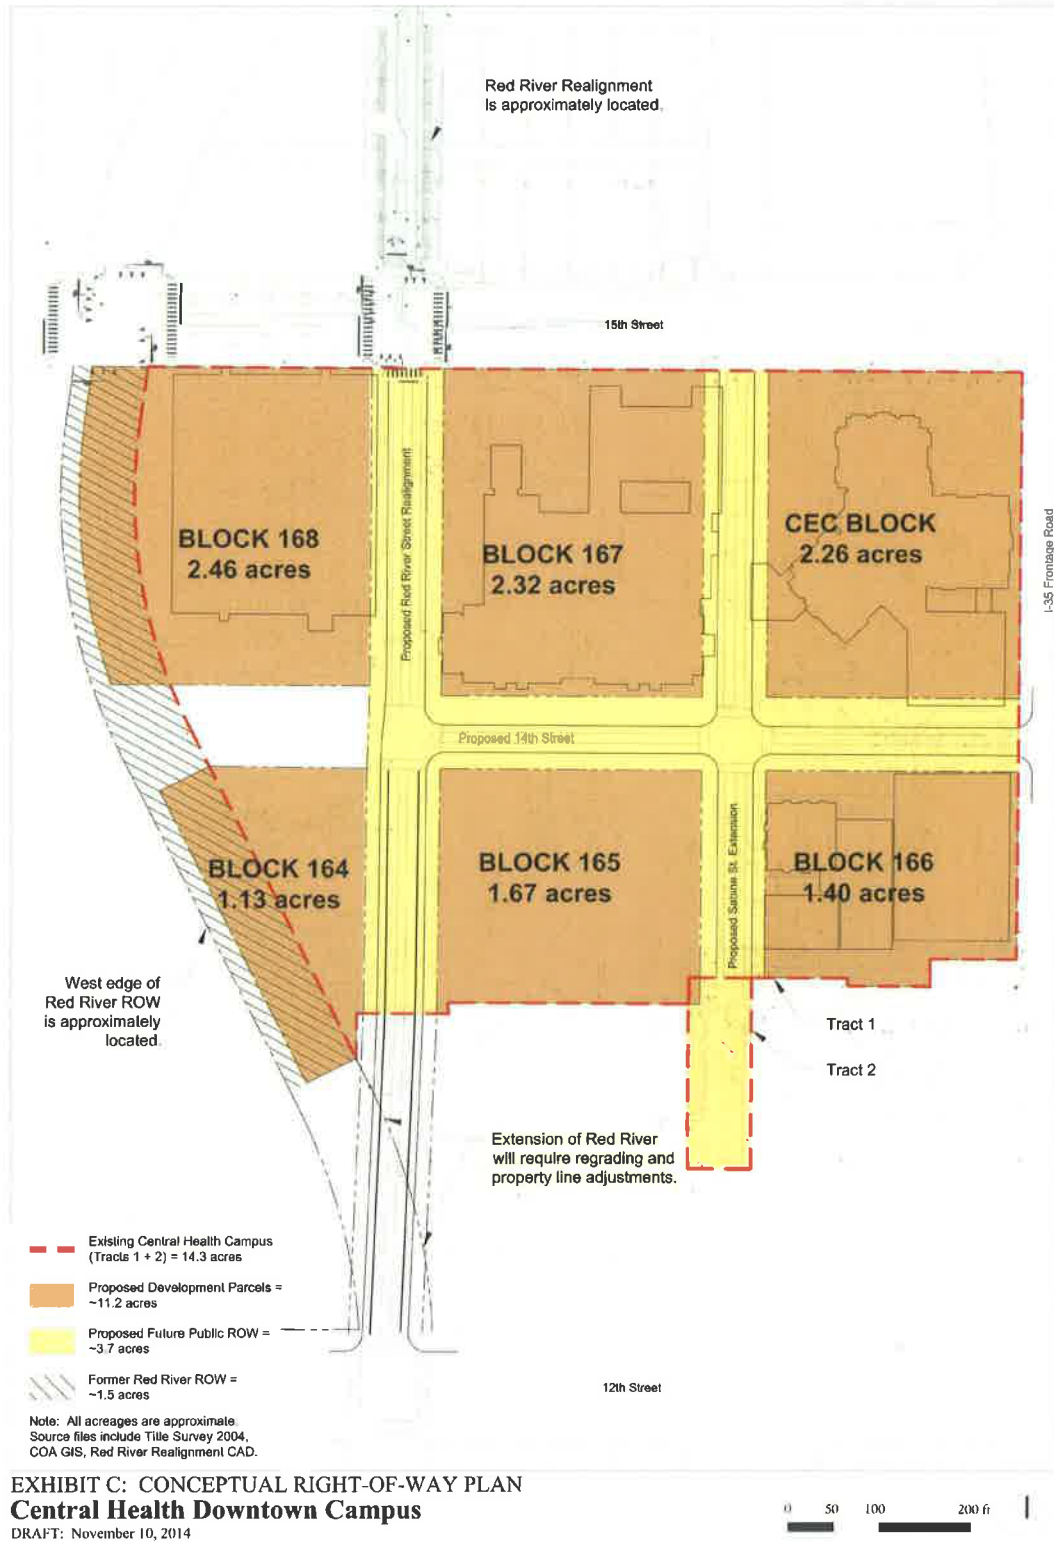 Red River Realignment
is approximately located.
15th Street
Proposed Red River Street Realignment
BLOCK 168
2.46 acres
BLOCK 167
2.32 acres
CEC BLOCK
2.26 acres
I-35 Frontage Road
Proposed 14th Street
Proposed Sabine St. Extension
BLOCK 164
1.13 acres
BLOCK 165
1.67 acres
BLOCK 166
1.40 acres
West edge of
Red River ROW
is approximately
located.
Tract 1
Tract 2
Extension of Red River
will require regrading and
property line adjustments.
Existing Central Health Campus
(Tracts 1 + 2) = 14.3 acres
Proposed Development Parcels =
~11.2 acres
Proposed Future Public ROW =
~3.7 acres
Former Red River ROW =
~1.5 acres
12th Street
Note: All acreages are approximate.
Source files include Title Survey 2004,
COA GIS, Red River Realignment CAD.
EXHIBIT C: CONCEPTUAL RIGHT-OF-WAY PLAN
Central Health Downtown Campus
DRAFT: November 10, 2014
0 50 100 200 ft